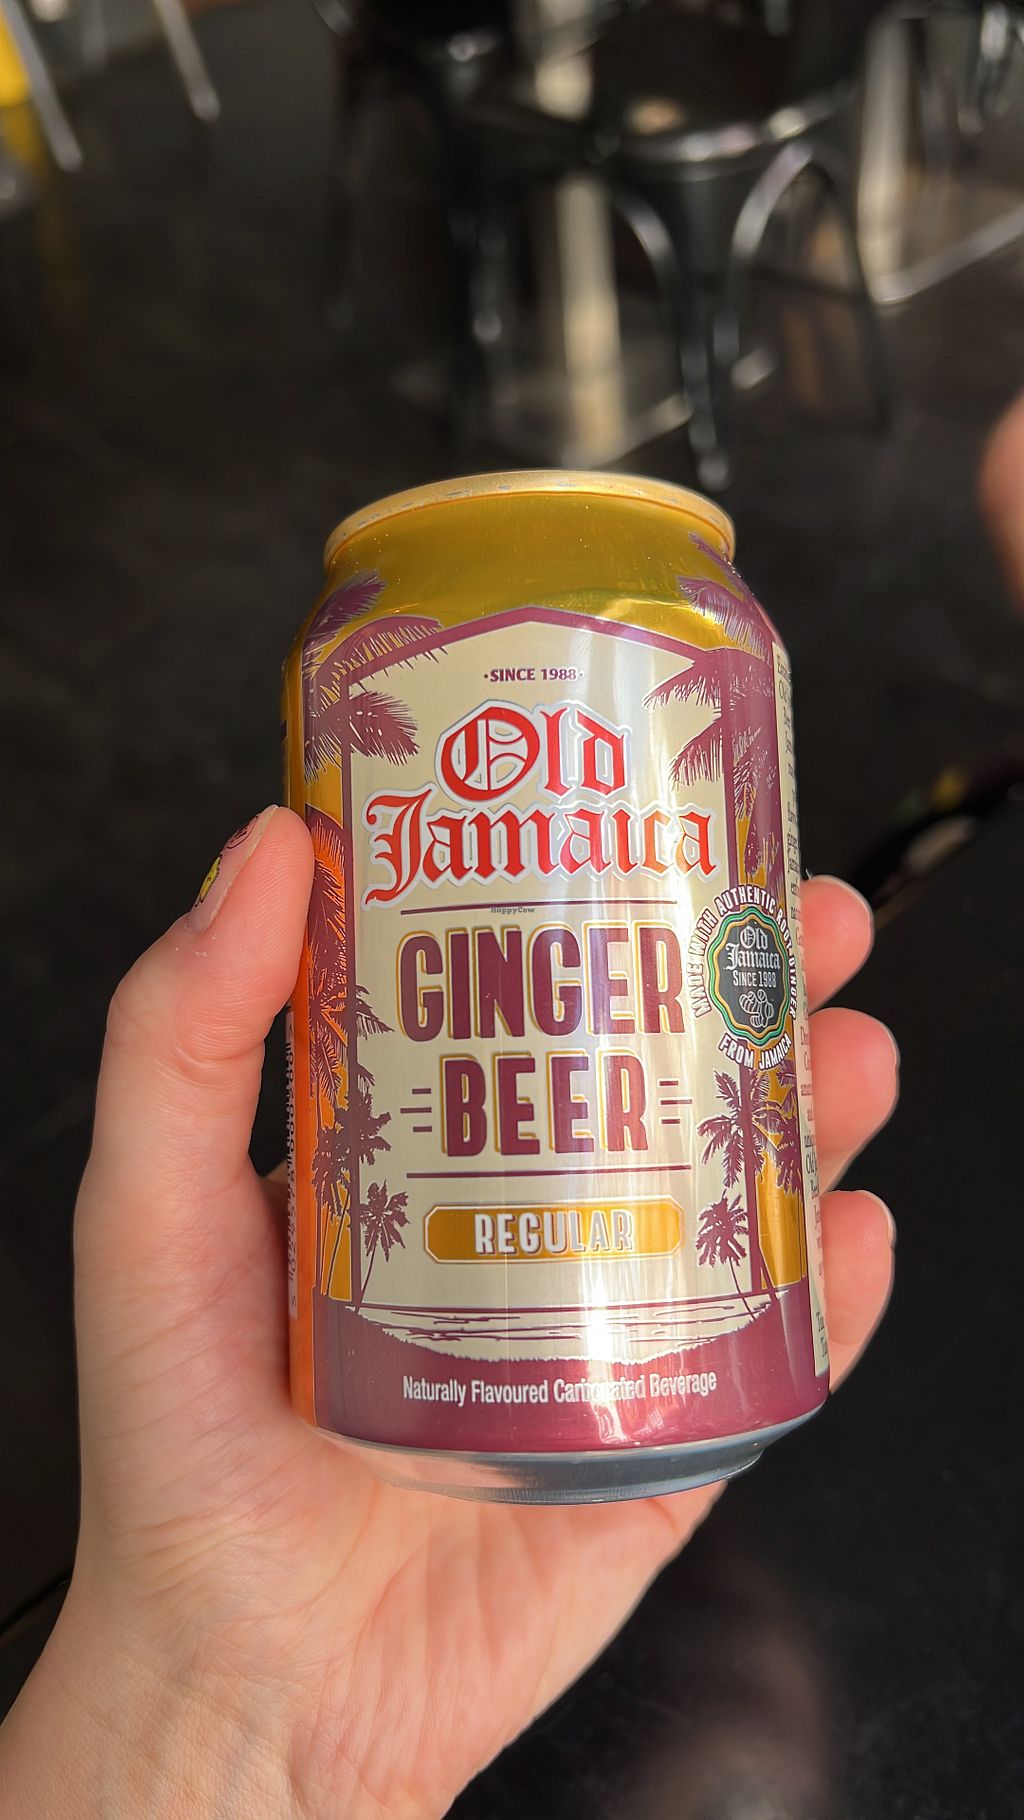 ·SINCE 1988·
Old
Jamaica
HappyCow
GINGER
BEER
REGULAR
Naturally Flavoured Carbonated Beverage
MADE WITH AUTHENTIC ROOT GINGER
Old
Jamaica
SINCE 1988
FROM JAMAICA